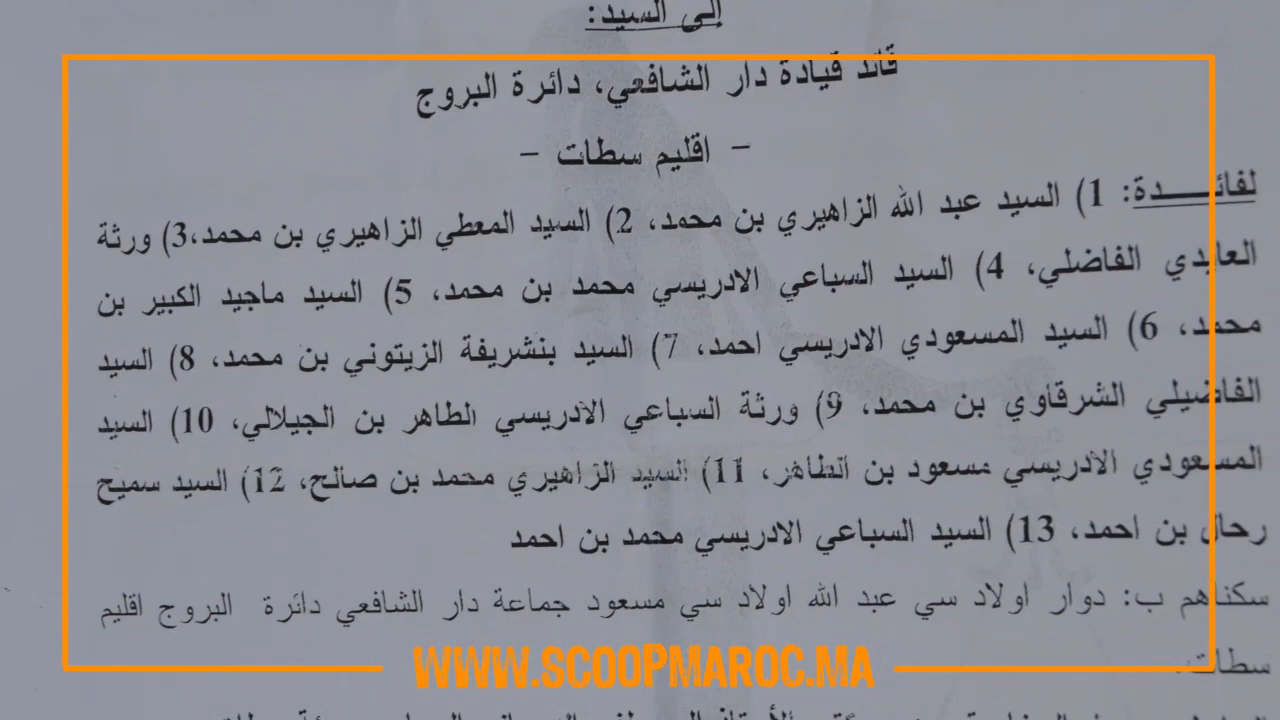 إلى السيد:
قائد قيادة دار الشافعي، دائرة البروج
- اقليم سطات -
لفائــــــدة: 1) السيد عبد الله الزاهيري بن محمد، 2) السيد المعطي الزاهيري بن محمد،3) ورثة
العابدي الفاضلي، 4) السيد السباعي الادريسي محمد بن محمد، 5) السيد ماجيد الكبير بن
محمد، 6) السيد المسعودي الادريسي احمد، 7) السيد بنشريفة الزيتوني بن محمد، 8) السيد
الفاضيلي الشرقاوي بن محمد، 9) ورثة السباعي الادريسي الطاهر بن الجيلالي، 10) السيد
المسعودي الادريسي مسعود بن الطاهر، 11) السيد الزاهيري محمد بن صالح، 12) السيد سميح
رحال بن احمد، 13) السيد السباعي الادريسي محمد بن احمد
سكناهم ب: دوار اولاد سي عبد الله اولاد سي مسعود جماعة دار الشافعي دائرة البروج اقليم
سطات.
WWW.SCOOPMAROC.MA